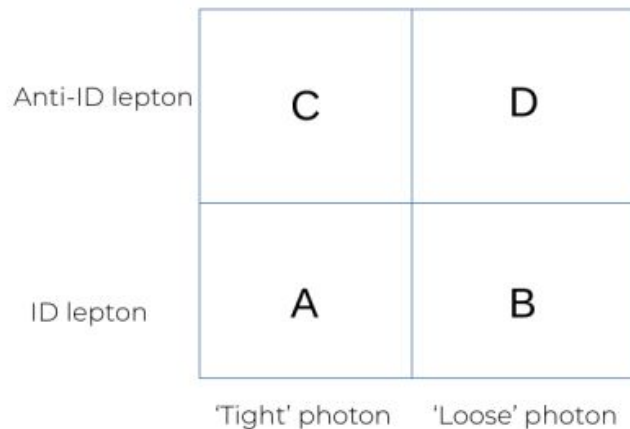 Anti-ID lepton
C
D
ID lepton
A
B
'Tight' photon
'Loose' photon